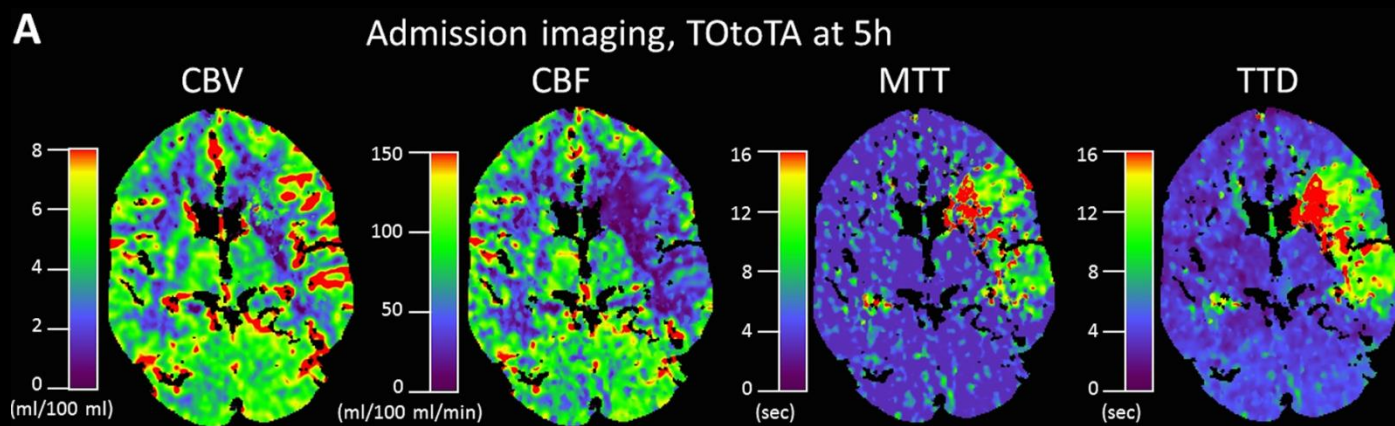 A
Admission imaging, TOtoTA at 5h
CBV
CBF
MTT
TTD
8
6
4
2
0
(ml/100 ml)
150
100
50
0
(ml/100 ml/min)
16
12
8
4
0
(sec)
16
12
8
4
0
(sec)